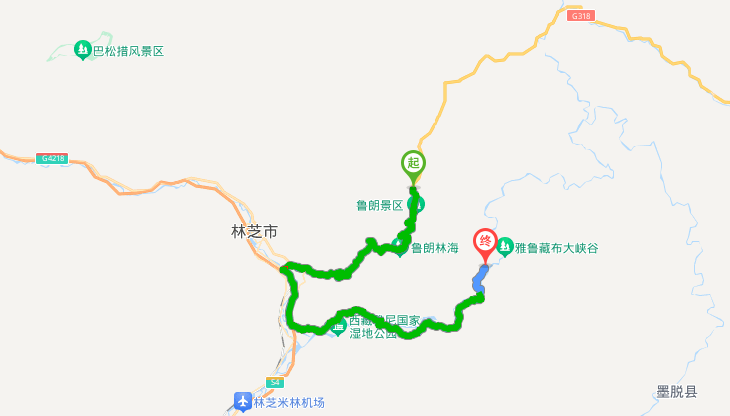 G318
巴松措风景区
G4218
起
鲁朗景区
林芝市
终
鲁朗林海
雅鲁藏布大峡谷
西藏雅尼国家
湿地公园
S4
墨脱县
林芝米林机场